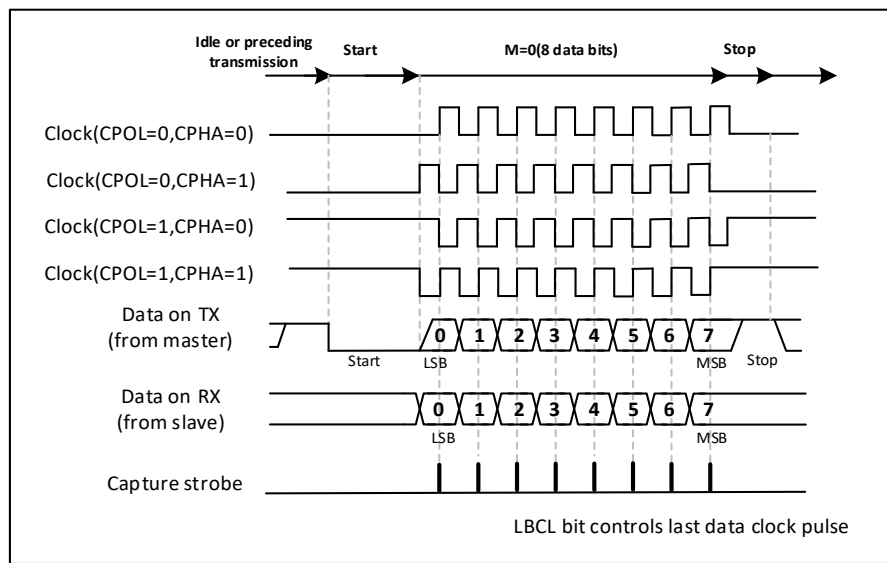 Idle or preceding
transmission
Start
M=0(8 data bits)
Stop
Clock(CPOL=0,CPHA=0)
Clock(CPOL=0,CPHA=1)
Clock(CPOL=1,CPHA=0)
Clock(CPOL=1,CPHA=1)
Data on TX
(from master)
0 1 2 3 4 5 6 7
Start LSB MSB Stop
Data on RX
(from slave)
0 1 2 3 4 5 6 7
LSB MSB
Capture strobe
LBCL bit controls last data clock pulse